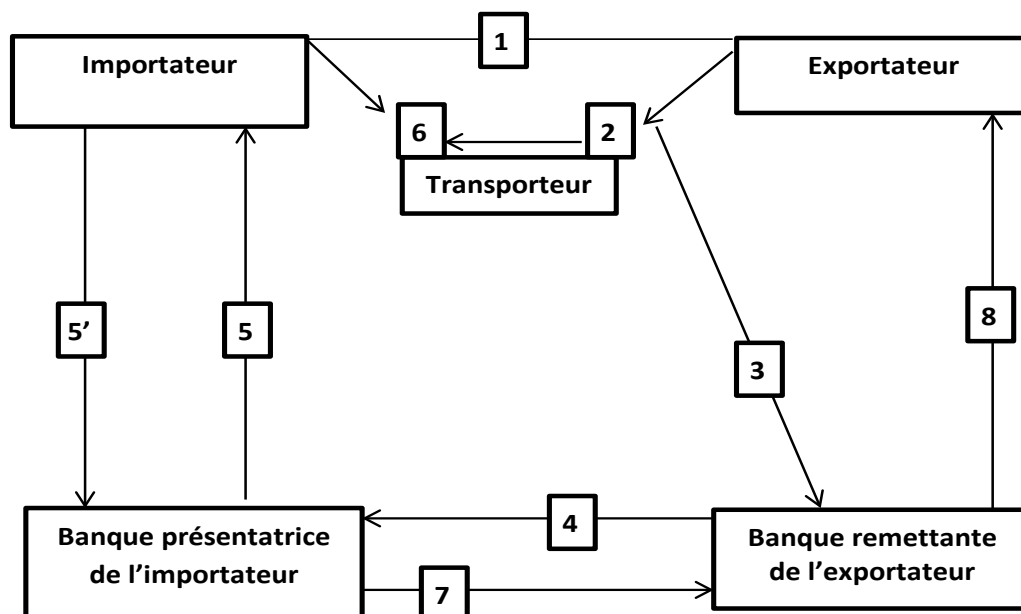 1
Importateur
Exportateur
6
2
Transporteur
5’
5
3
8
Banque présentatrice
de l’importateur
4
Banque remettante
de l’exportateur
7